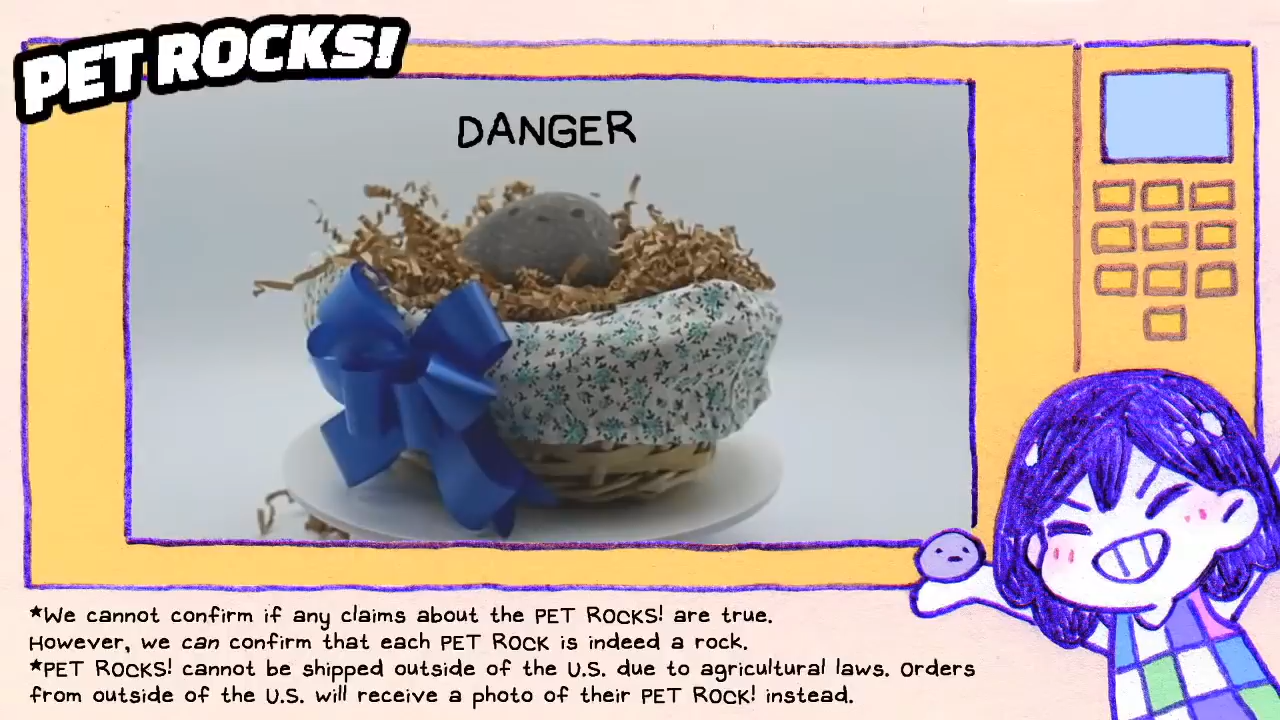 PET ROCKS!
DANGER
*We cannot confirm if any claims about the PET ROCKS! are true.
However, we can confirm that each PET ROCK is indeed a rock.
*PET ROCKS! cannot be shipped outside of the U.S. due to agricultural laws. Orders
from outside of the U.S. will receive a photo of their PET ROCK! instead.